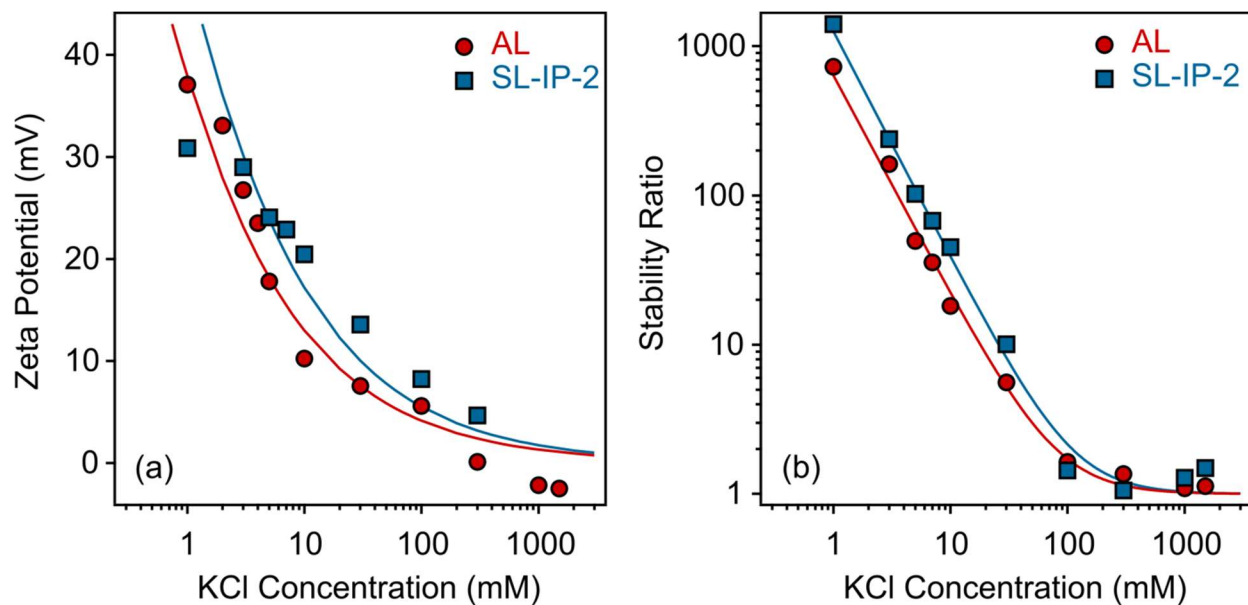 AL
SL-IP-2
40
30
20
10
0
Zeta Potential (mV)
(a)
1
10
100
1000
KCl Concentration (mM)
AL
SL-IP-2
1000
100
10
1
Stability Ratio
(b)
1
10
100
1000
KCl Concentration (mM)